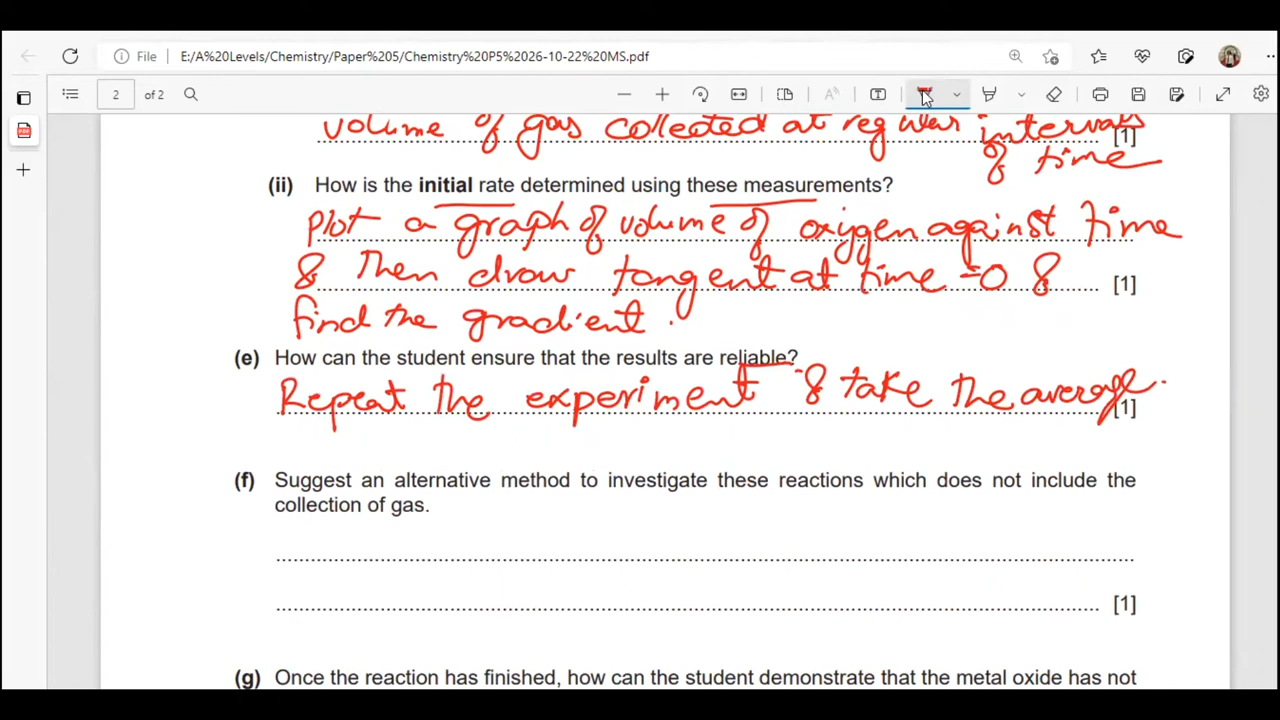 File E:/A%20Levels/Chemistry/Paper%205/Chemistry%20P5%2026-10-22%20MS.pdf
2 of 2
volume of gas collected at regular intervals [1]
of time
(ii) How is the initial rate determined using these measurements?
plot a graph of volume of oxygen against time
& then draw tangent at time =0 & [1]
find the gradient.
(e) How can the student ensure that the results are reliable?
Repeat the experiment & take the average. [1]
(f) Suggest an alternative method to investigate these reactions which does not include the
collection of gas.
[1]
(g) Once the reaction has finished, how can the student demonstrate that the metal oxide has not